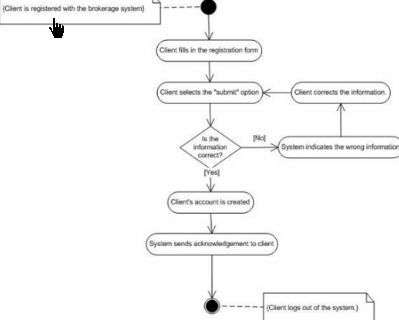 {Client is registered with the brokerage system}
Client fills in the registration form
Client selects the "submit" option
Client corrects the information.
Is the
information
correct?
[No]
System indicates the wrong information
[Yes]
Client's account is created
System sends acknowledgement to client
{Client logs out of the system.}